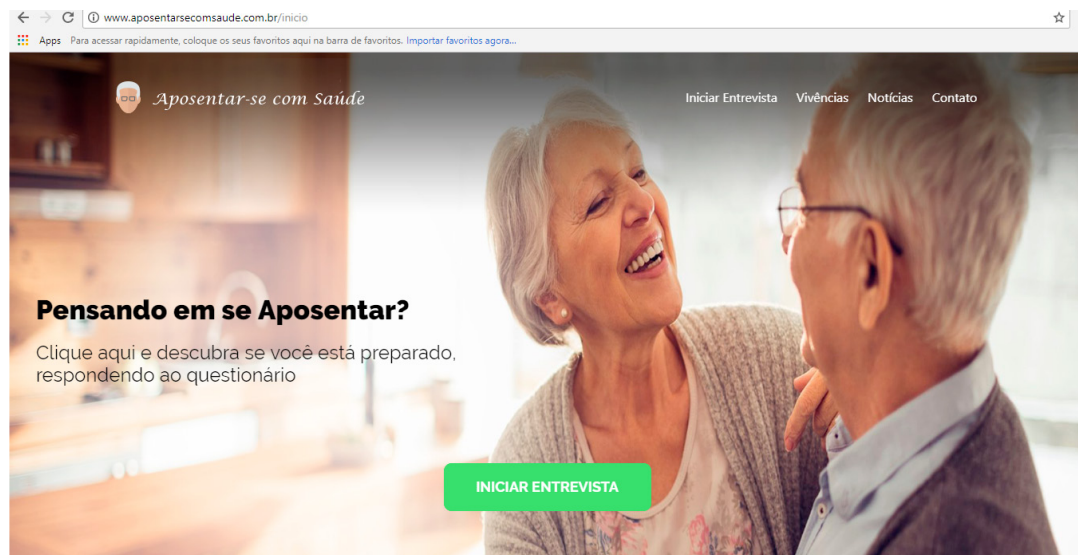 www.aposentarsecomsaude.com.br/inicio
Apps Para acessar rapidamente, coloque os seus favoritos aqui na barra de favoritos. Importar favoritos agora...
Aposentar-se com Saúde
Iniciar Entrevista Vivências Notícias Contato
Pensando em se Aposentar?
Clique aqui e descubra se você está preparado,
respondendo ao questionário
INICIAR ENTREVISTA